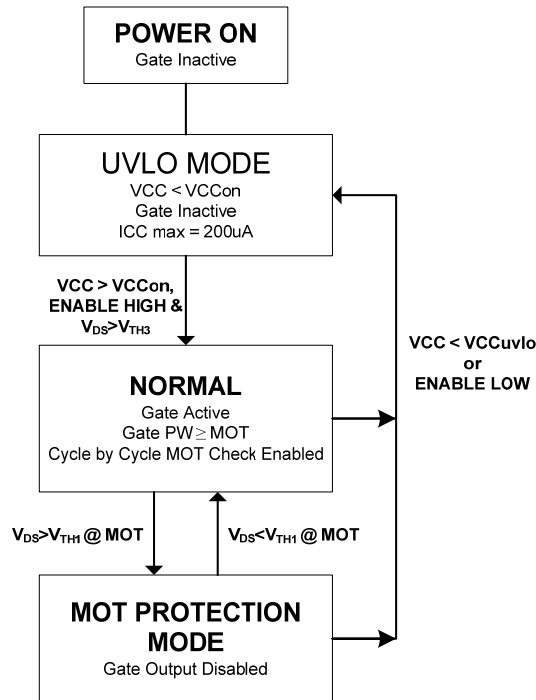 POWER ON
Gate Inactive
UVLO MODE
VCC < VCCon
Gate Inactive
ICC max = 200uA
VCC > VCCon,
ENABLE HIGH &
VDS>VTH3
VCC < VCCuvlo
or
ENABLE LOW
NORMAL
Gate Active
Gate PW ≥ MOT
Cycle by Cycle MOT Check Enabled
VDS>VTH1 @ MOT
VDS<VTH1 @ MOT
MOT PROTECTION
MODE
Gate Output Disabled